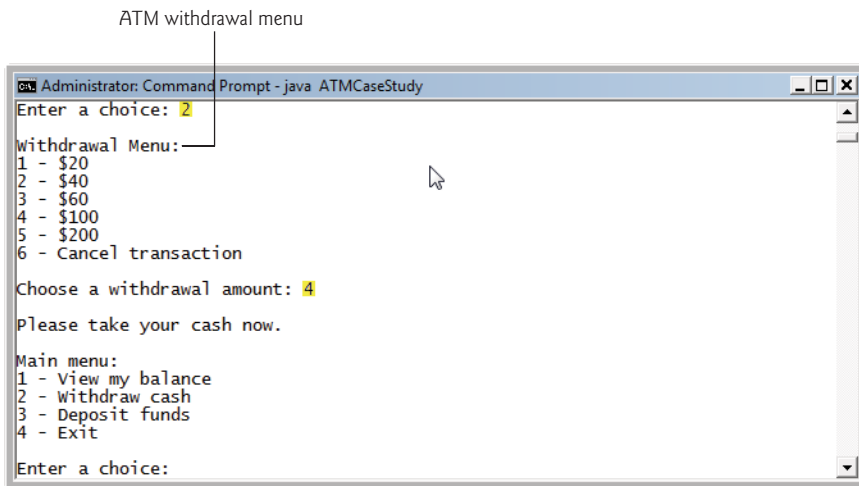 ATM withdrawal menu
Administrator: Command Prompt - java ATMCaseStudy
Enter a choice: 2
Withdrawal Menu:
1 - $20
2 - $40
3 - $60
4 - $100
5 - $200
6 - Cancel transaction
Choose a withdrawal amount: 4
Please take your cash now.
Main menu:
1 - View my balance
2 - Withdraw cash
3 - Deposit funds
4 - Exit
Enter a choice: